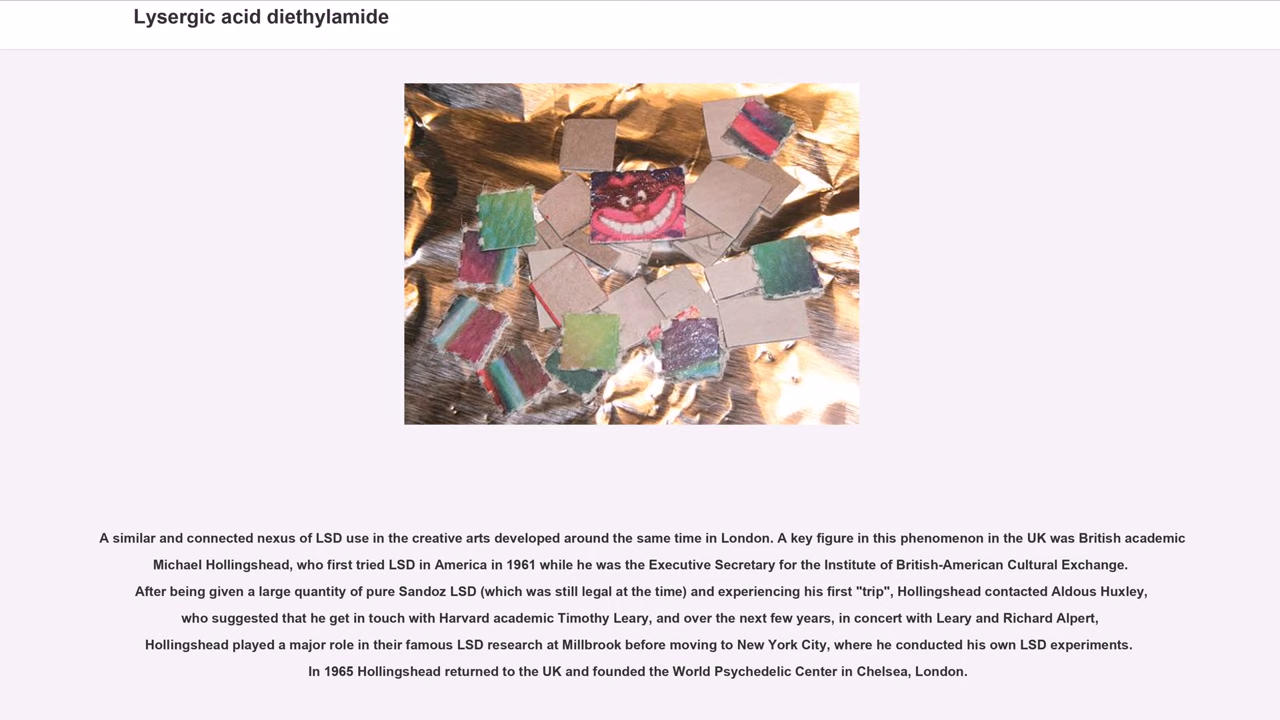 Lysergic acid diethylamide
A similar and connected nexus of LSD use in the creative arts developed around the same time in London. A key figure in this phenomenon in the UK was British academic
Michael Hollingshead, who first tried LSD in America in 1961 while he was the Executive Secretary for the Institute of British-American Cultural Exchange.
After being given a large quantity of pure Sandoz LSD (which was still legal at the time) and experiencing his first "trip", Hollingshead contacted Aldous Huxley,
who suggested that he get in touch with Harvard academic Timothy Leary, and over the next few years, in concert with Leary and Richard Alpert,
Hollingshead played a major role in their famous LSD research at Millbrook before moving to New York City, where he conducted his own LSD experiments.
In 1965 Hollingshead returned to the UK and founded the World Psychedelic Center in Chelsea, London.